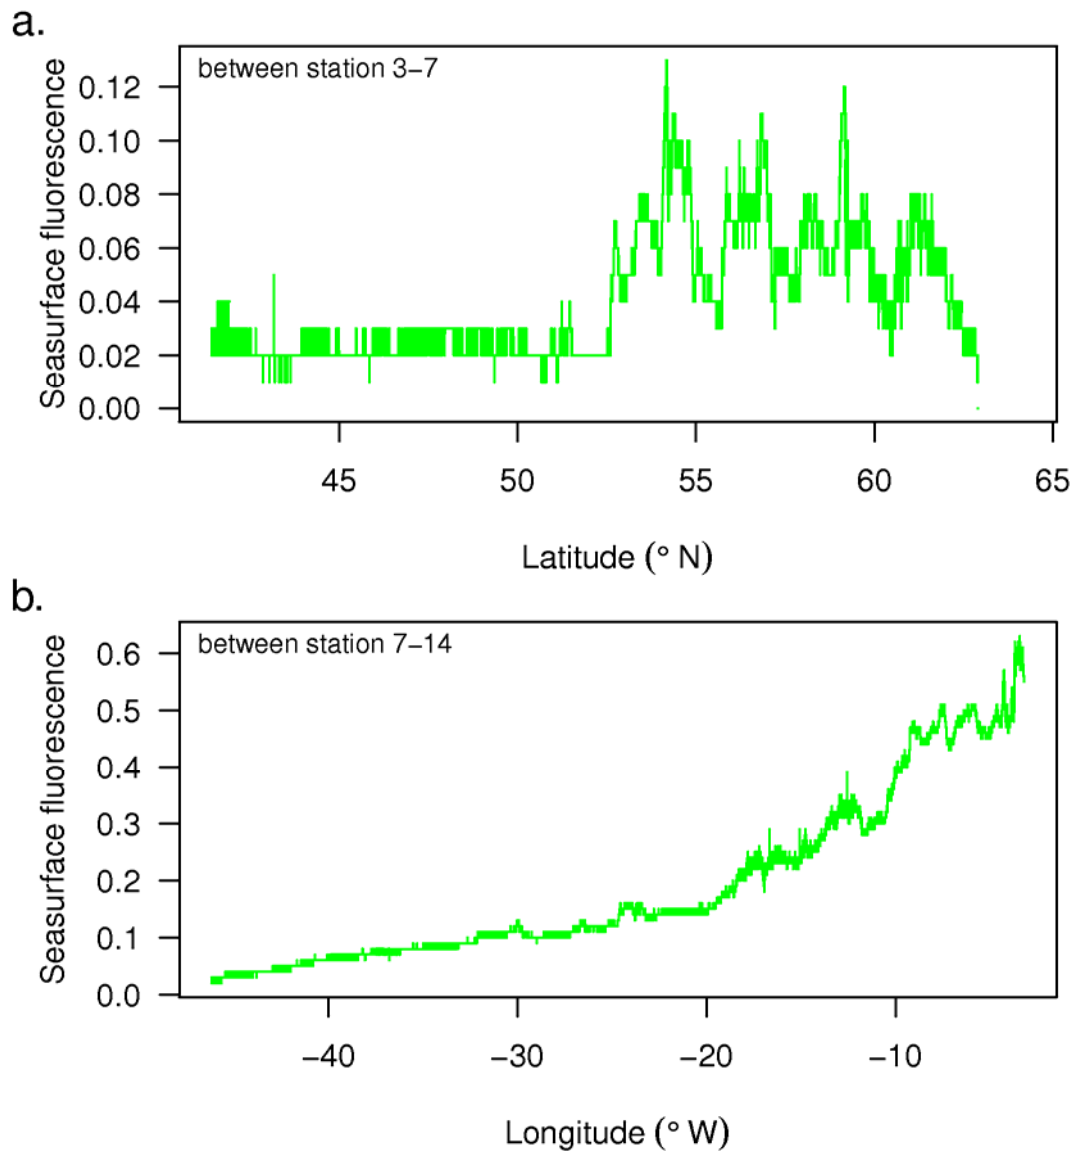 a.
between station 3–7
Seasurface fluorescence
0.12
0.10
0.08
0.06
0.04
0.02
0.00
45 50 55 60 65
Latitude (° N)
b.
between station 7–14
Seasurface fluorescence
0.6
0.5
0.4
0.3
0.2
0.1
0.0
−40 −30 −20 −10
Longitude (° W)